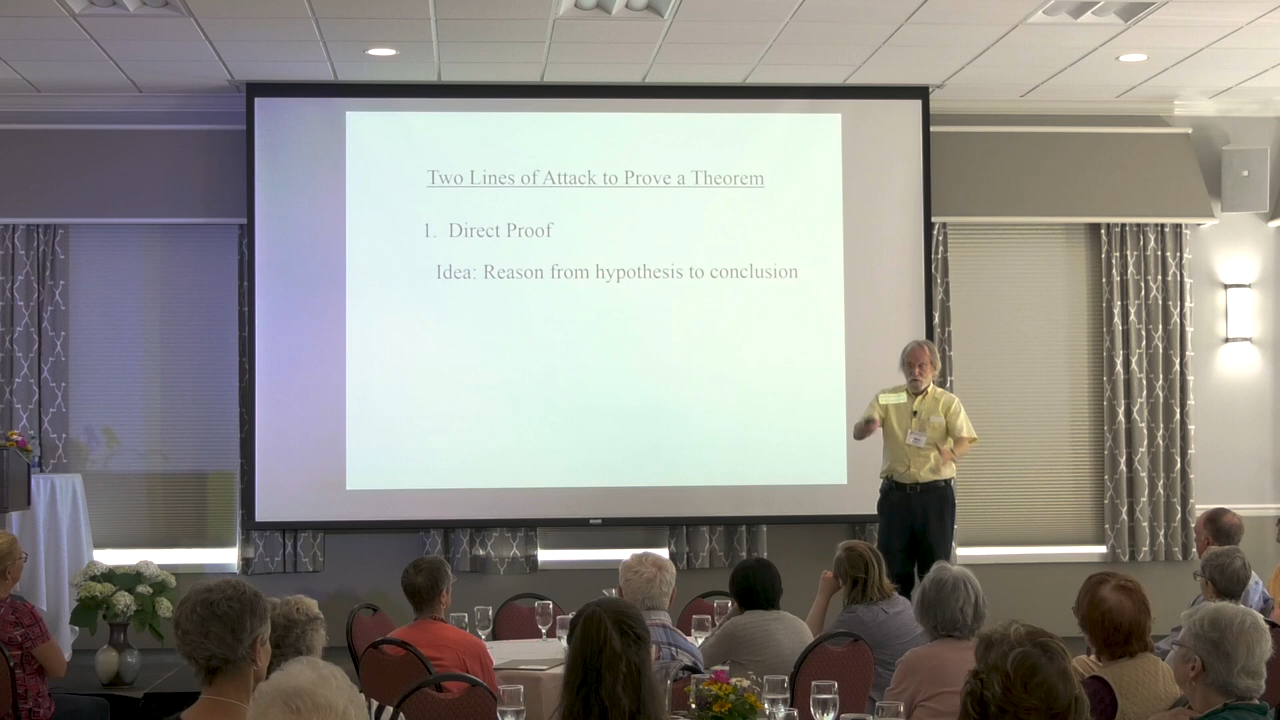 Two Lines of Attack to Prove a Theorem
1. Direct Proof
Idea: Reason from hypothesis to conclusion